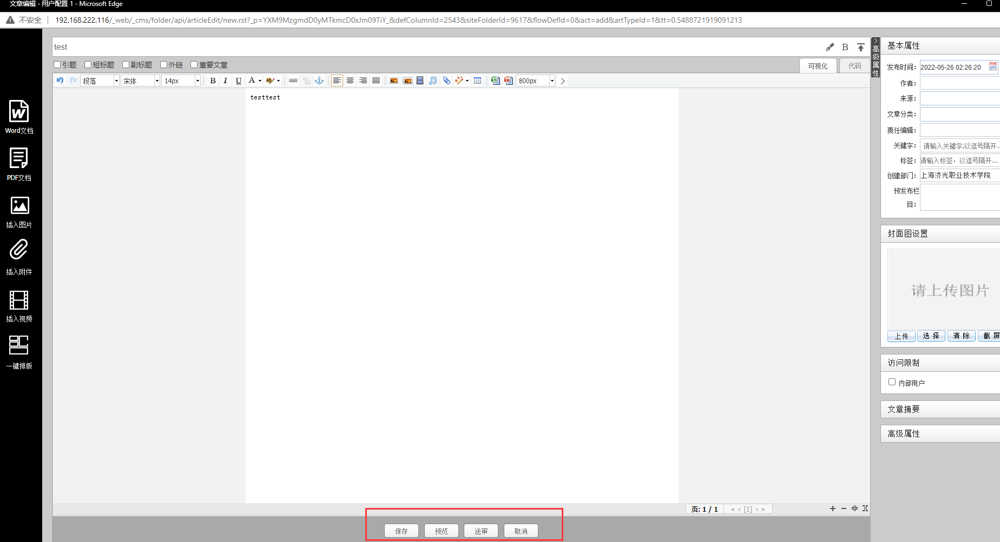 文章编辑 - 用户配置 1 - Microsoft Edge
不安全 192.168.222.116/_web/_cms/folder/api/articleEdit/new.rst?_p=YXM9MzgmdD0yMTkmcD0xJm09TiY_&defColumnId=2543&siteFolderId=9617&flowDefId=0&act=add&artTypeId=1&tt=0.5488721919091213
test B
引题 短标题 副标题 外链 重要文章 可视化 代码
段落 宋体 14px B I U A ab 800px
testtest
Word文档
PDF文档
插入图片
插入附件
插入视频
一键排版
页: 1 / 1 « ‹ [1] › »
保存 预览 送审 取消
高级属性
基本属性
发布时间: 2022-05-26 02:26:20
作者:
来源:
文章分类:
责任编辑:
关键字: 请输入关键字,以逗号隔开...
标签: 请输入标签，以逗号隔开...
创建部门: 上海济光职业技术学院
预发布栏
目:
封面图设置
请上传图片
上传 选 择 清 除 截 屏
访问限制
内部用户
文章摘要
高级属性